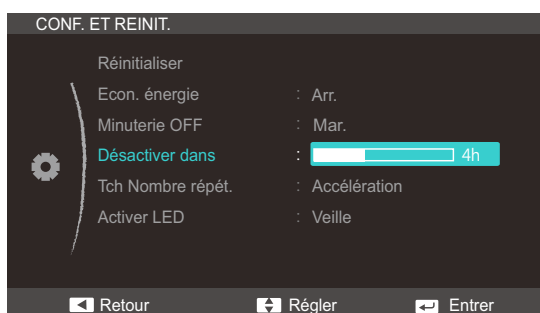 CONF. ET REINIT.
Réinitialiser
Econ. énergie : Arr.
Minuterie OFF : Mar.
Désactiver dans : 4h
Tch Nombre répét. : Accélération
Activer LED : Veille
Retour Régler Entrer